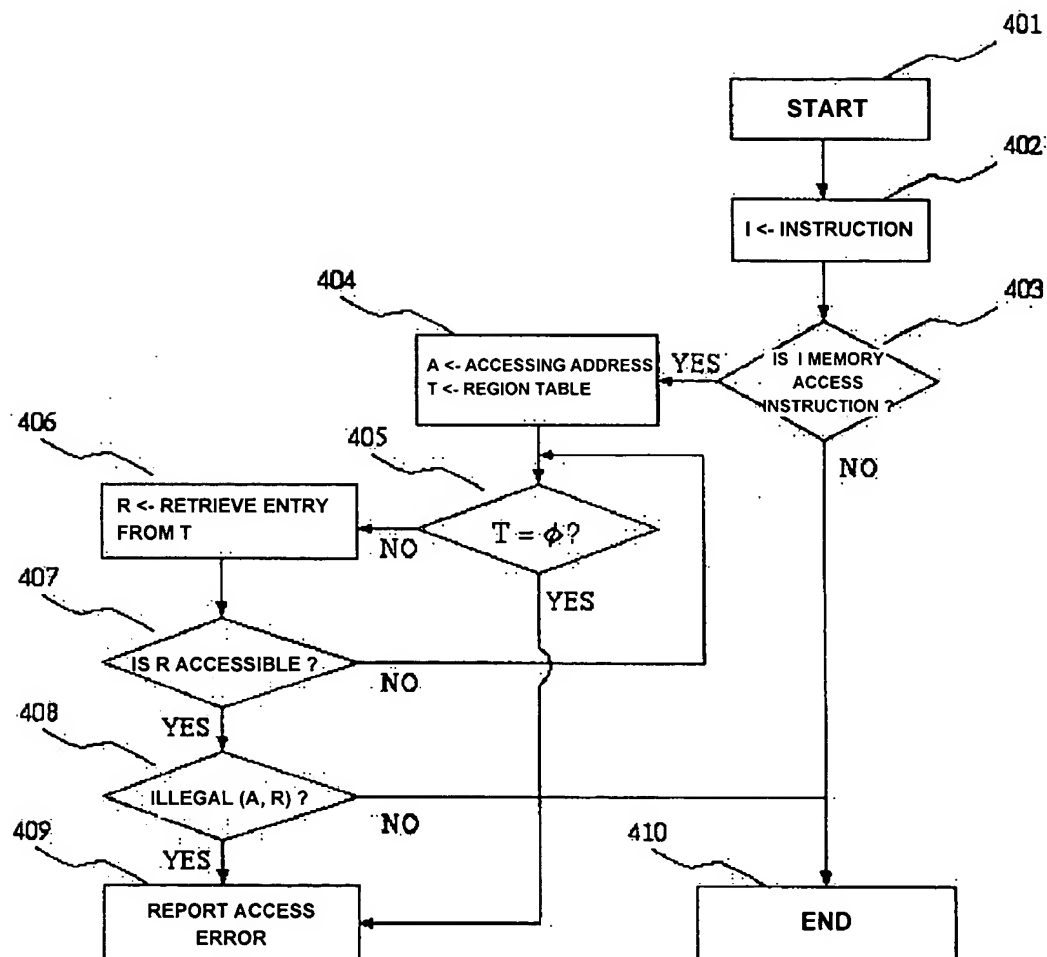 401
START
402
I <- INSTRUCTION
403
IS I MEMORY
ACCESS
INSTRUCTION ?
YES
NO
404
A <- ACCESSING ADDRESS
T <- REGION TABLE
405
T = ϕ?
NO
YES
406
R <- RETRIEVE ENTRY
FROM T
407
IS R ACCESSIBLE ?
NO
YES
408
ILLEGAL (A, R) ?
NO
YES
409
REPORT ACCESS
ERROR
410
END